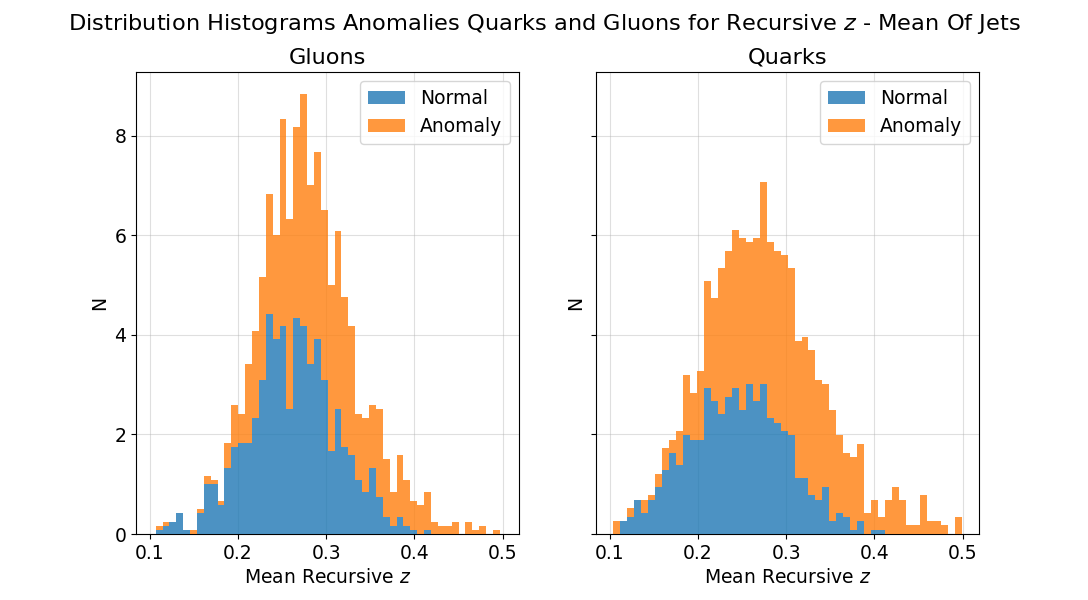 Distribution Histograms Anomalies Quarks and Gluons for Recursive z - Mean Of Jets
Gluons
Normal
Anomaly
N
8
6
4
2
0
0.1 0.2 0.3 0.4 0.5
Mean Recursive z
Quarks
Normal
Anomaly
N
0.1 0.2 0.3 0.4 0.5
Mean Recursive z